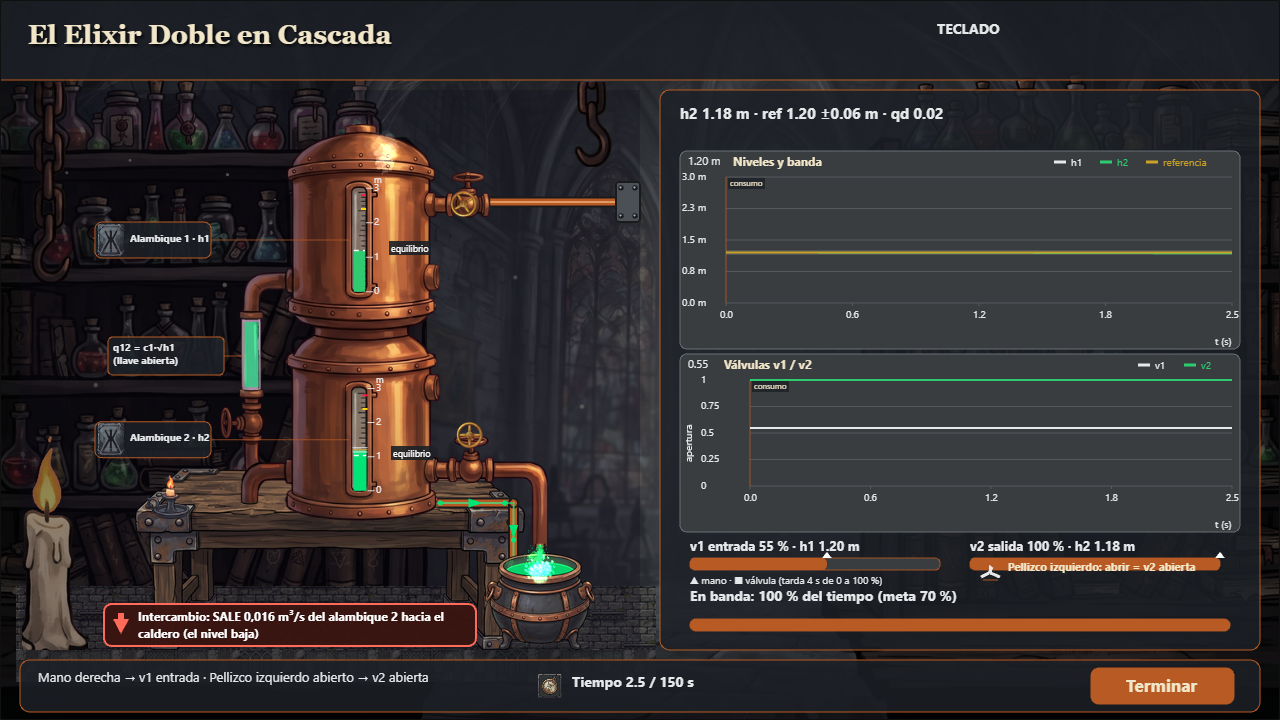 El Elixir Doble en Cascada
TECLADO
h2 1.18 m · ref 1.20 ±0.06 m · qd 0.02
1.20 m
Niveles y banda
h1
h2
referencia
3.0 m
consumo
2.3 m
1.5 m
0.8 m
0.0 m
0.0
0.6
1.2
1.8
2.5
t (s)
0.55
Válvulas v1 / v2
v1
v2
1
consumo
0.75
0.5
0.25
0
apertura
0.0
0.6
1.2
1.8
2.5
t (s)
m
3
2
1
0
equilibrio
Alambique 1 · h1
q12 = c1·√h1
(llave abierta)
Alambique 2 · h2
m
3
2
1
0
equilibrio
v1 entrada 55 % · h1 1.20 m
v2 salida 100 % · h2 1.18 m
Pellizco izquierdo: abrir = v2 abierta
▲ mano · ■ válvula (tarda 4 s de 0 a 100 %)
En banda: 100 % del tiempo (meta 70 %)
Intercambio: SALE 0,016 m³/s del alambique 2 hacia el
caldero (el nivel baja)
Mano derecha → v1 entrada · Pellizco izquierdo abierto → v2 abierta
Tiempo 2.5 / 150 s
Terminar